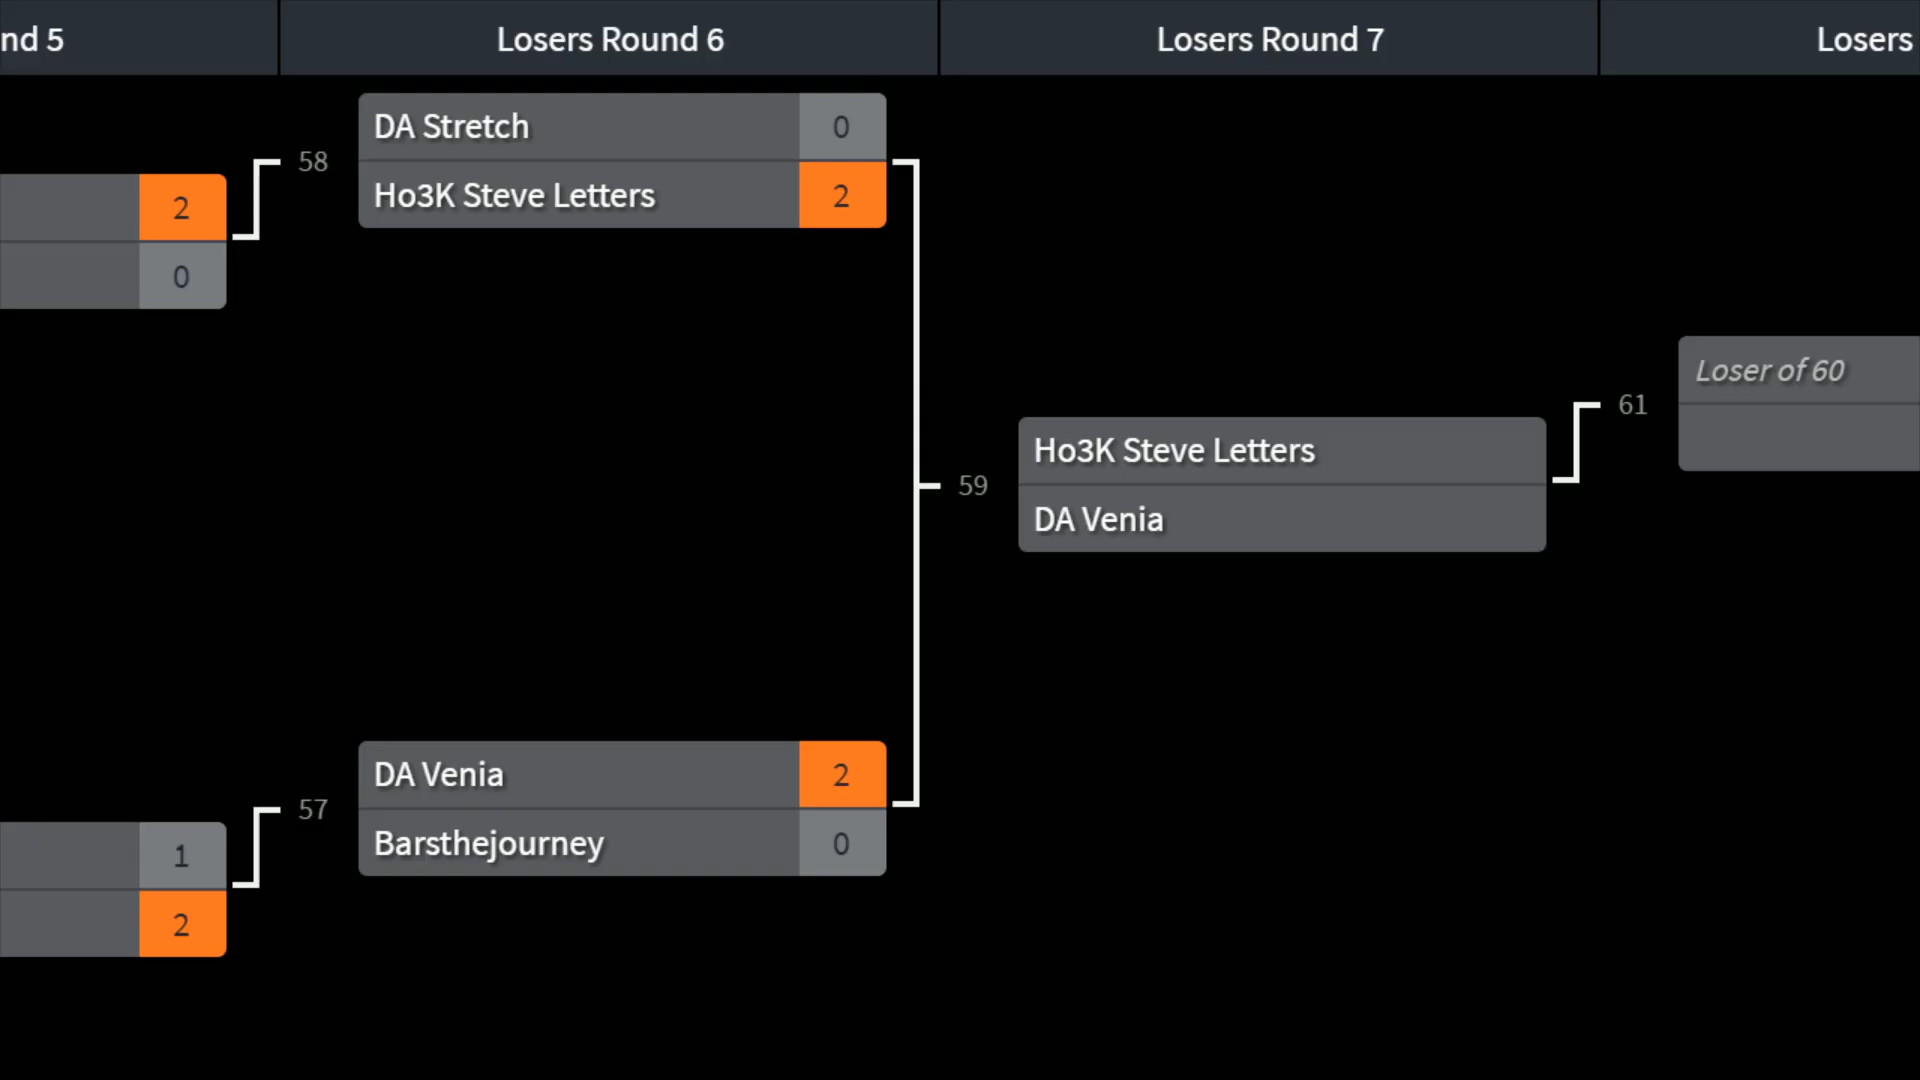 nd 5
Losers Round 6
Losers Round 7
Losers
2
0
58
DA Stretch 0
Ho3K Steve Letters 2
59
Ho3K Steve Letters
DA Venia
61
Loser of 60
1
2
57
DA Venia 2
Barsthejourney 0